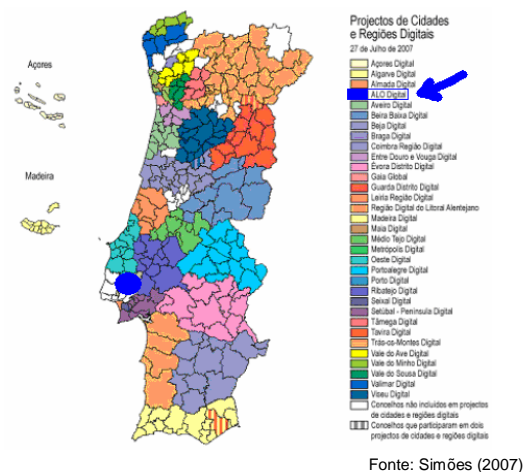 Projectos de Cidades
e Regiões Digitais
27 de Julho de 2007
Açores
Madeira
Açores Digital
Algarve Digital
Almada Digital
ALO Digital
Aveiro Digital
Beira Baixa Digital
Beja Digital
Braga Digital
Coimbra Região Digital
Entre Douro e Vouga Digital
Évora Distrito Digital
Gaia Global
Guarda Distrito Digital
Leiria Região Digital
Região Digital do Litoral Alentejano
Madeira Digital
Maia Digital
Médio Tejo Digital
Metrópolis Digital
Oeste Digital
Portoalegre Digital
Porto Digital
Ribatejo Digital
Seixal Digital
Setúbal - Península Digital
Tâmega Digital
Tavira Digital
Trás-os-Montes Digital
Vale do Ave Digital
Vale do Minho Digital
Vale do Sousa Digital
Valimar Digital
Viseu Digital
Concelhos não incluídos em projectos
de cidades e regiões digitais
Concelhos que participaram em dois
projectos de cidades e regiões digitais
Fonte: Simões (2007)